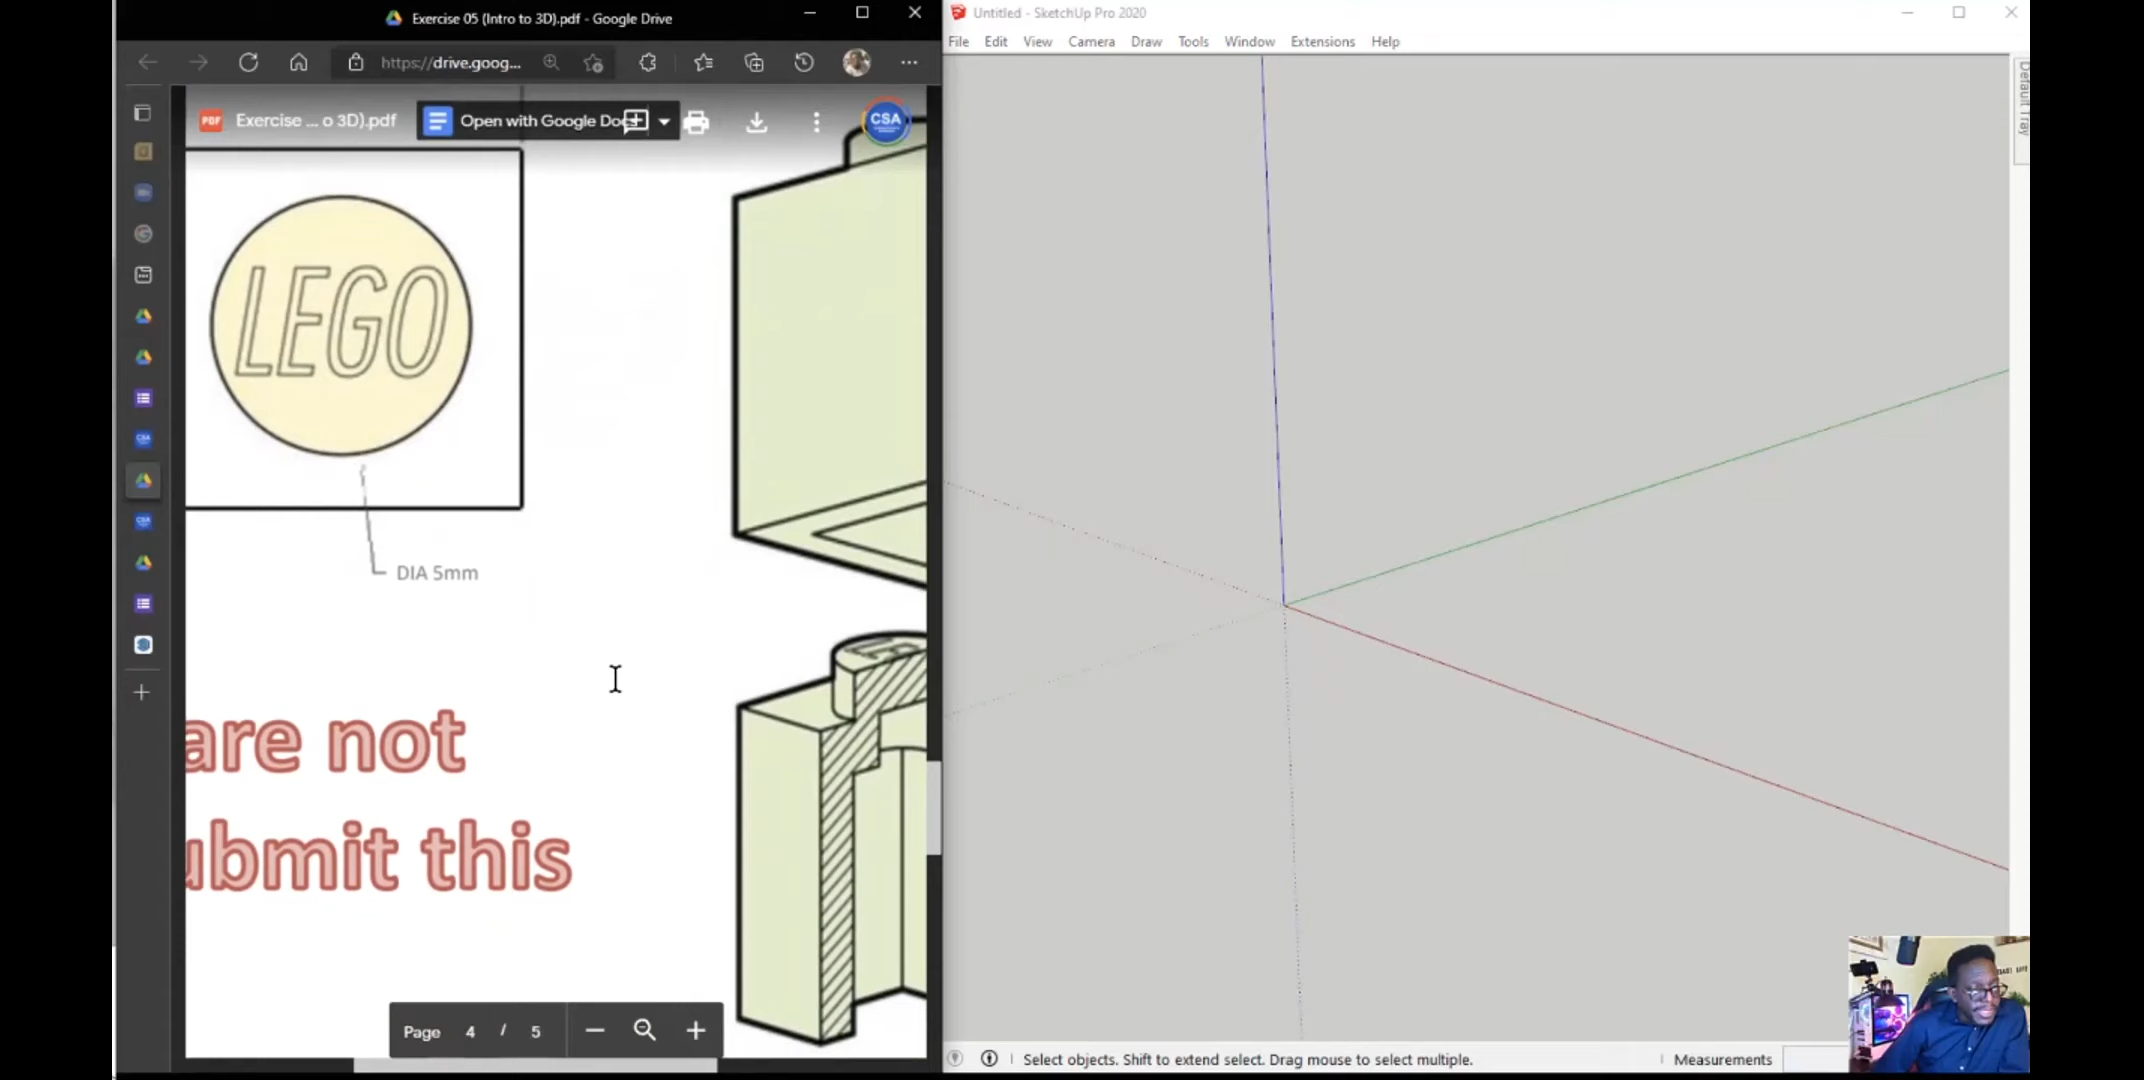 Exercise 05 (Intro to 3D).pdf - Google Drive
https://drive.goog...
PDF
Exercise ... o 3D).pdf
Open with Google Docs
CSA
LEGO
DIA 5mm
are not
ubmit this
Page 4 / 5
Untitled - SketchUp Pro 2020
File Edit View Camera Draw Tools Window Extensions Help
Default Tray
Select objects. Shift to extend select. Drag mouse to select multiple.
Measurements